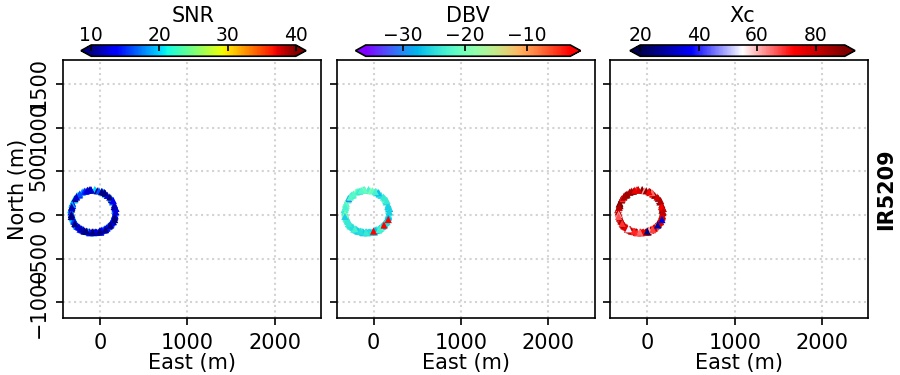 SNR DBV Xc
10 20 30 40 −30 −20 −10 20 40 60 80
1500
1000
500
0
−500
−1000
North (m)
IR5209
0 1000 2000 0 1000 2000 0 1000 2000
East (m) East (m) East (m)